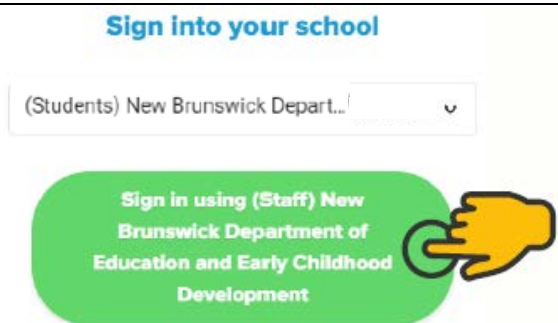 Sign into your school
(Students) New Brunswick Depart...
Sign in using (Staff) New
Brunswick Department of
Education and Early Childhood
Development